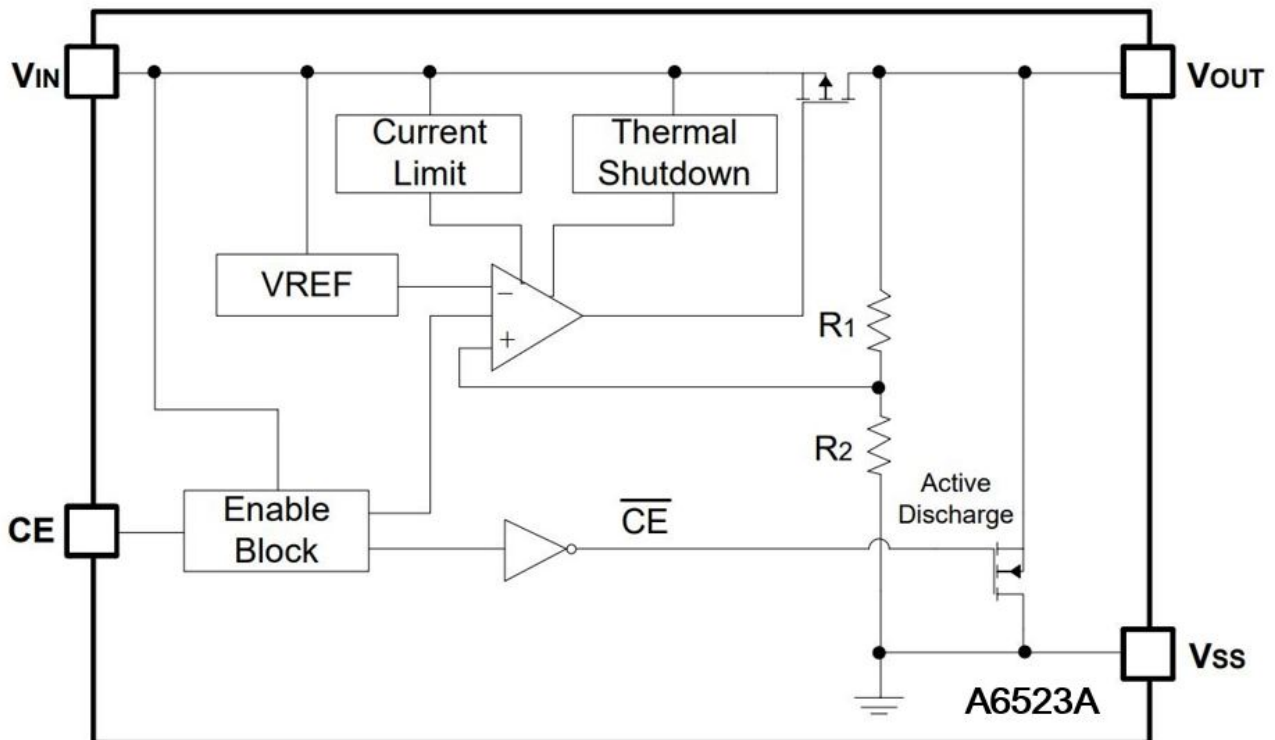 VIN
VOUT
Current
Limit
Thermal
Shutdown
VREF
−
+
R1
R2
Active
Discharge
CE
Enable
Block
CE
VSS
A6523A